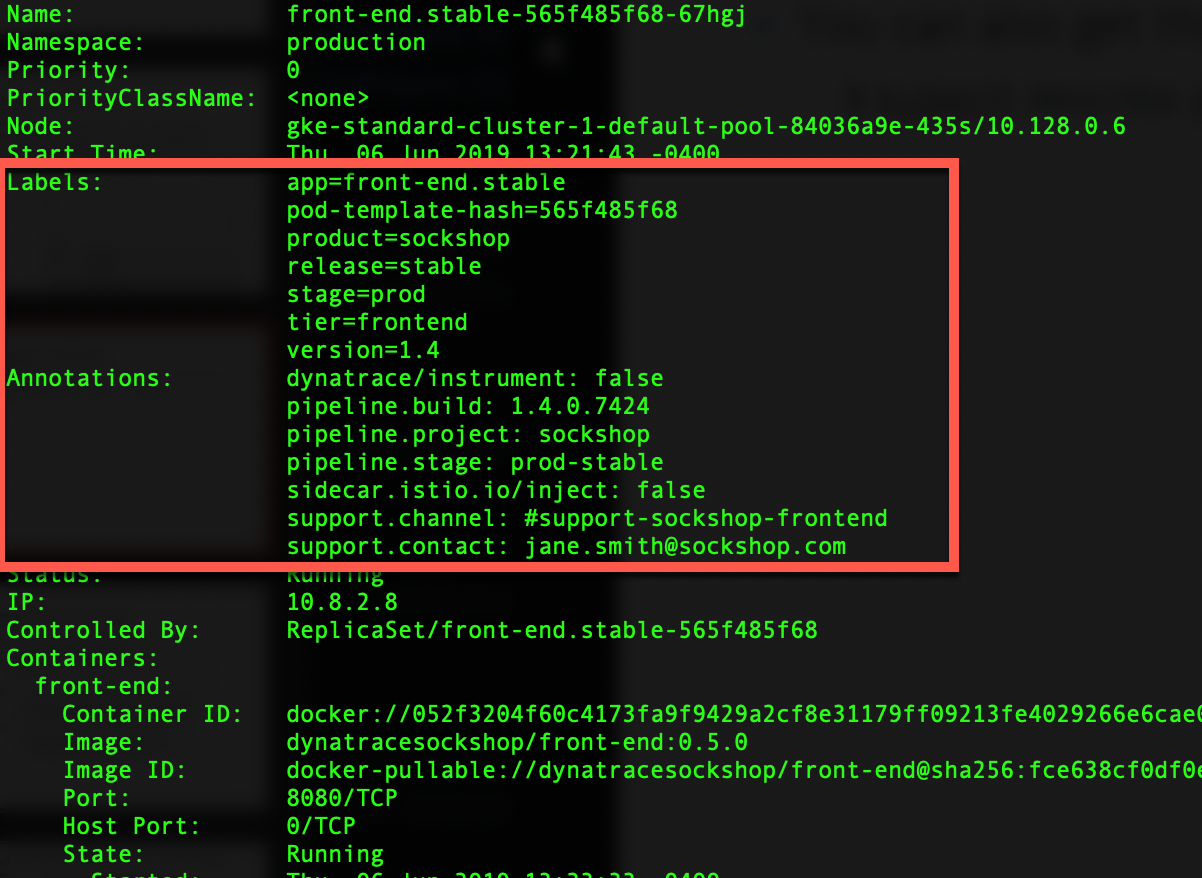 Name: front-end.stable-565f485f68-67hgj
Namespace: production
Priority: 0
PriorityClassName: <none>
Node: gke-standard-cluster-1-default-pool-84036a9e-435s/10.128.0.6
Start Time: Thu, 06 Jun 2019 13:21:43 -0400
Labels: app=front-end.stable
pod-template-hash=565f485f68
product=sockshop
release=stable
stage=prod
tier=frontend
version=1.4
Annotations: dynatrace/instrument: false
pipeline.build: 1.4.0.7424
pipeline.project: sockshop
pipeline.stage: prod-stable
sidecar.istio.io/inject: false
support.channel: #support-sockshop-frontend
support.contact: jane.smith@sockshop.com
Status: Running
IP: 10.8.2.8
Controlled By: ReplicaSet/front-end.stable-565f485f68
Containers:
front-end:
Container ID: docker://052f3204f60c4173fa9f9429a2cf8e31179ff09213fe4029266e6cae
Image: dynatracesockshop/front-end:0.5.0
Image ID: docker-pullable://dynatracesockshop/front-end@sha256:fce638cf0df0e
Port: 8080/TCP
Host Port: 0/TCP
State: Running
Started: Thu, 06 Jun 2019